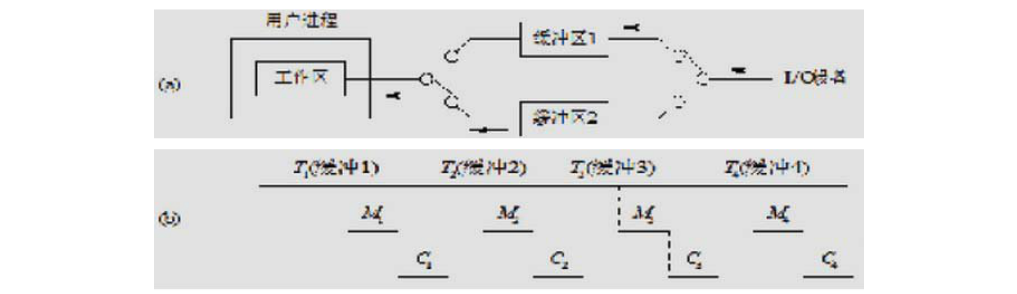 用户进程
缓冲区1
(a)
工作区
I/O设备
缓冲区2
T1(缓冲1) T2(缓冲2) T3(缓冲3) T4(缓冲4)
(b)
M1 M2 M3 M4
C1 C2 C3 C4